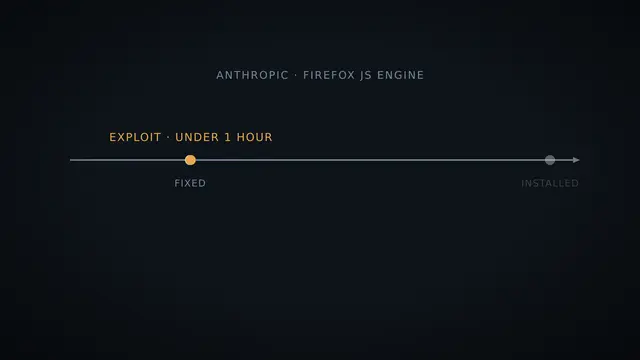 ANTHROPIC · FIREFOX JS ENGINE
EXPLOIT · UNDER 1 HOUR
FIXED
INSTALLED